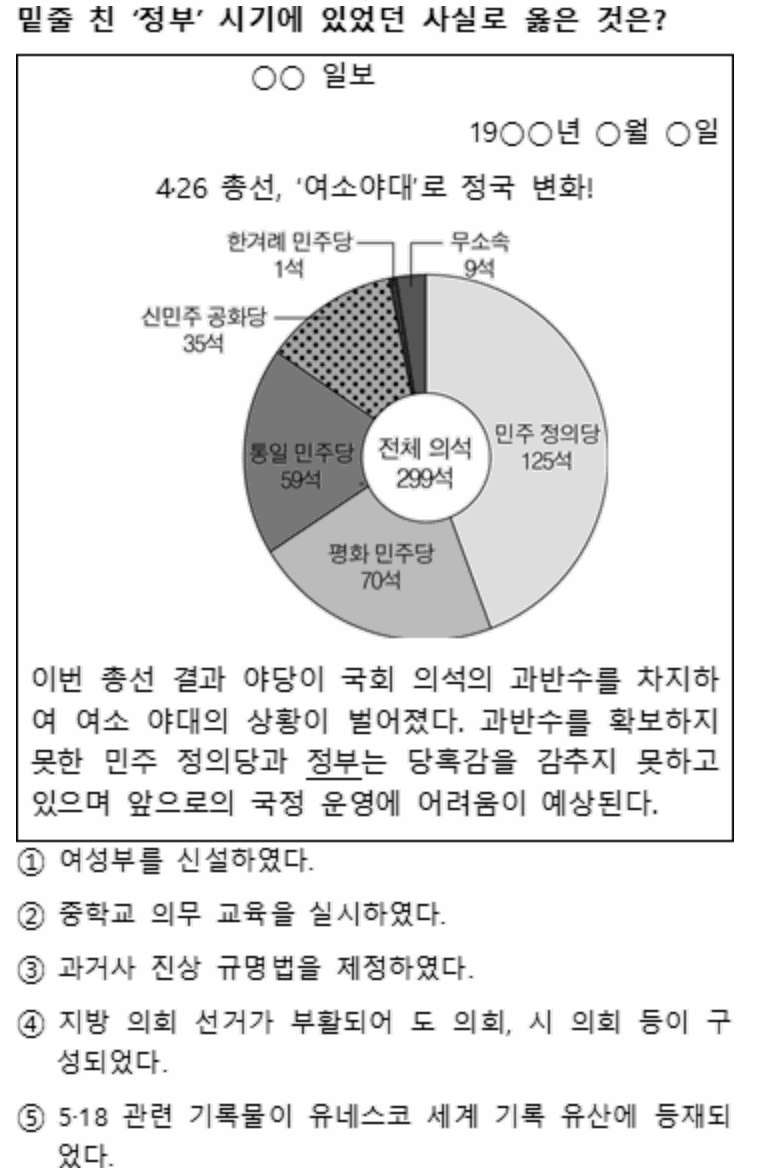 밑줄 친 ‘정부’ 시기에 있었던 사실로 옳은 것은?
○○ 일보
19○○년 ○월 ○일
4·26 총선, ‘여소야대’로 정국 변화!
한겨레 민주당
1석
무소속
9석
신민주 공화당
35석
민주 정의당
125석
통일 민주당
59석
전체 의석
299석
평화 민주당
70석
이번 총선 결과 야당이 국회 의석의 과반수를 차지하
여 여소 야대의 상황이 벌어졌다. 과반수를 확보하지
못한 민주 정의당과 정부는 당혹감을 감추지 못하고
있으며 앞으로의 국정 운영에 어려움이 예상된다.
① 여성부를 신설하였다.
② 중학교 의무 교육을 실시하였다.
③ 과거사 진상 규명법을 제정하였다.
④ 지방 의회 선거가 부활되어 도 의회, 시 의회 등이 구
성되었다.
⑤ 5·18 관련 기록물이 유네스코 세계 기록 유산에 등재되
었다.